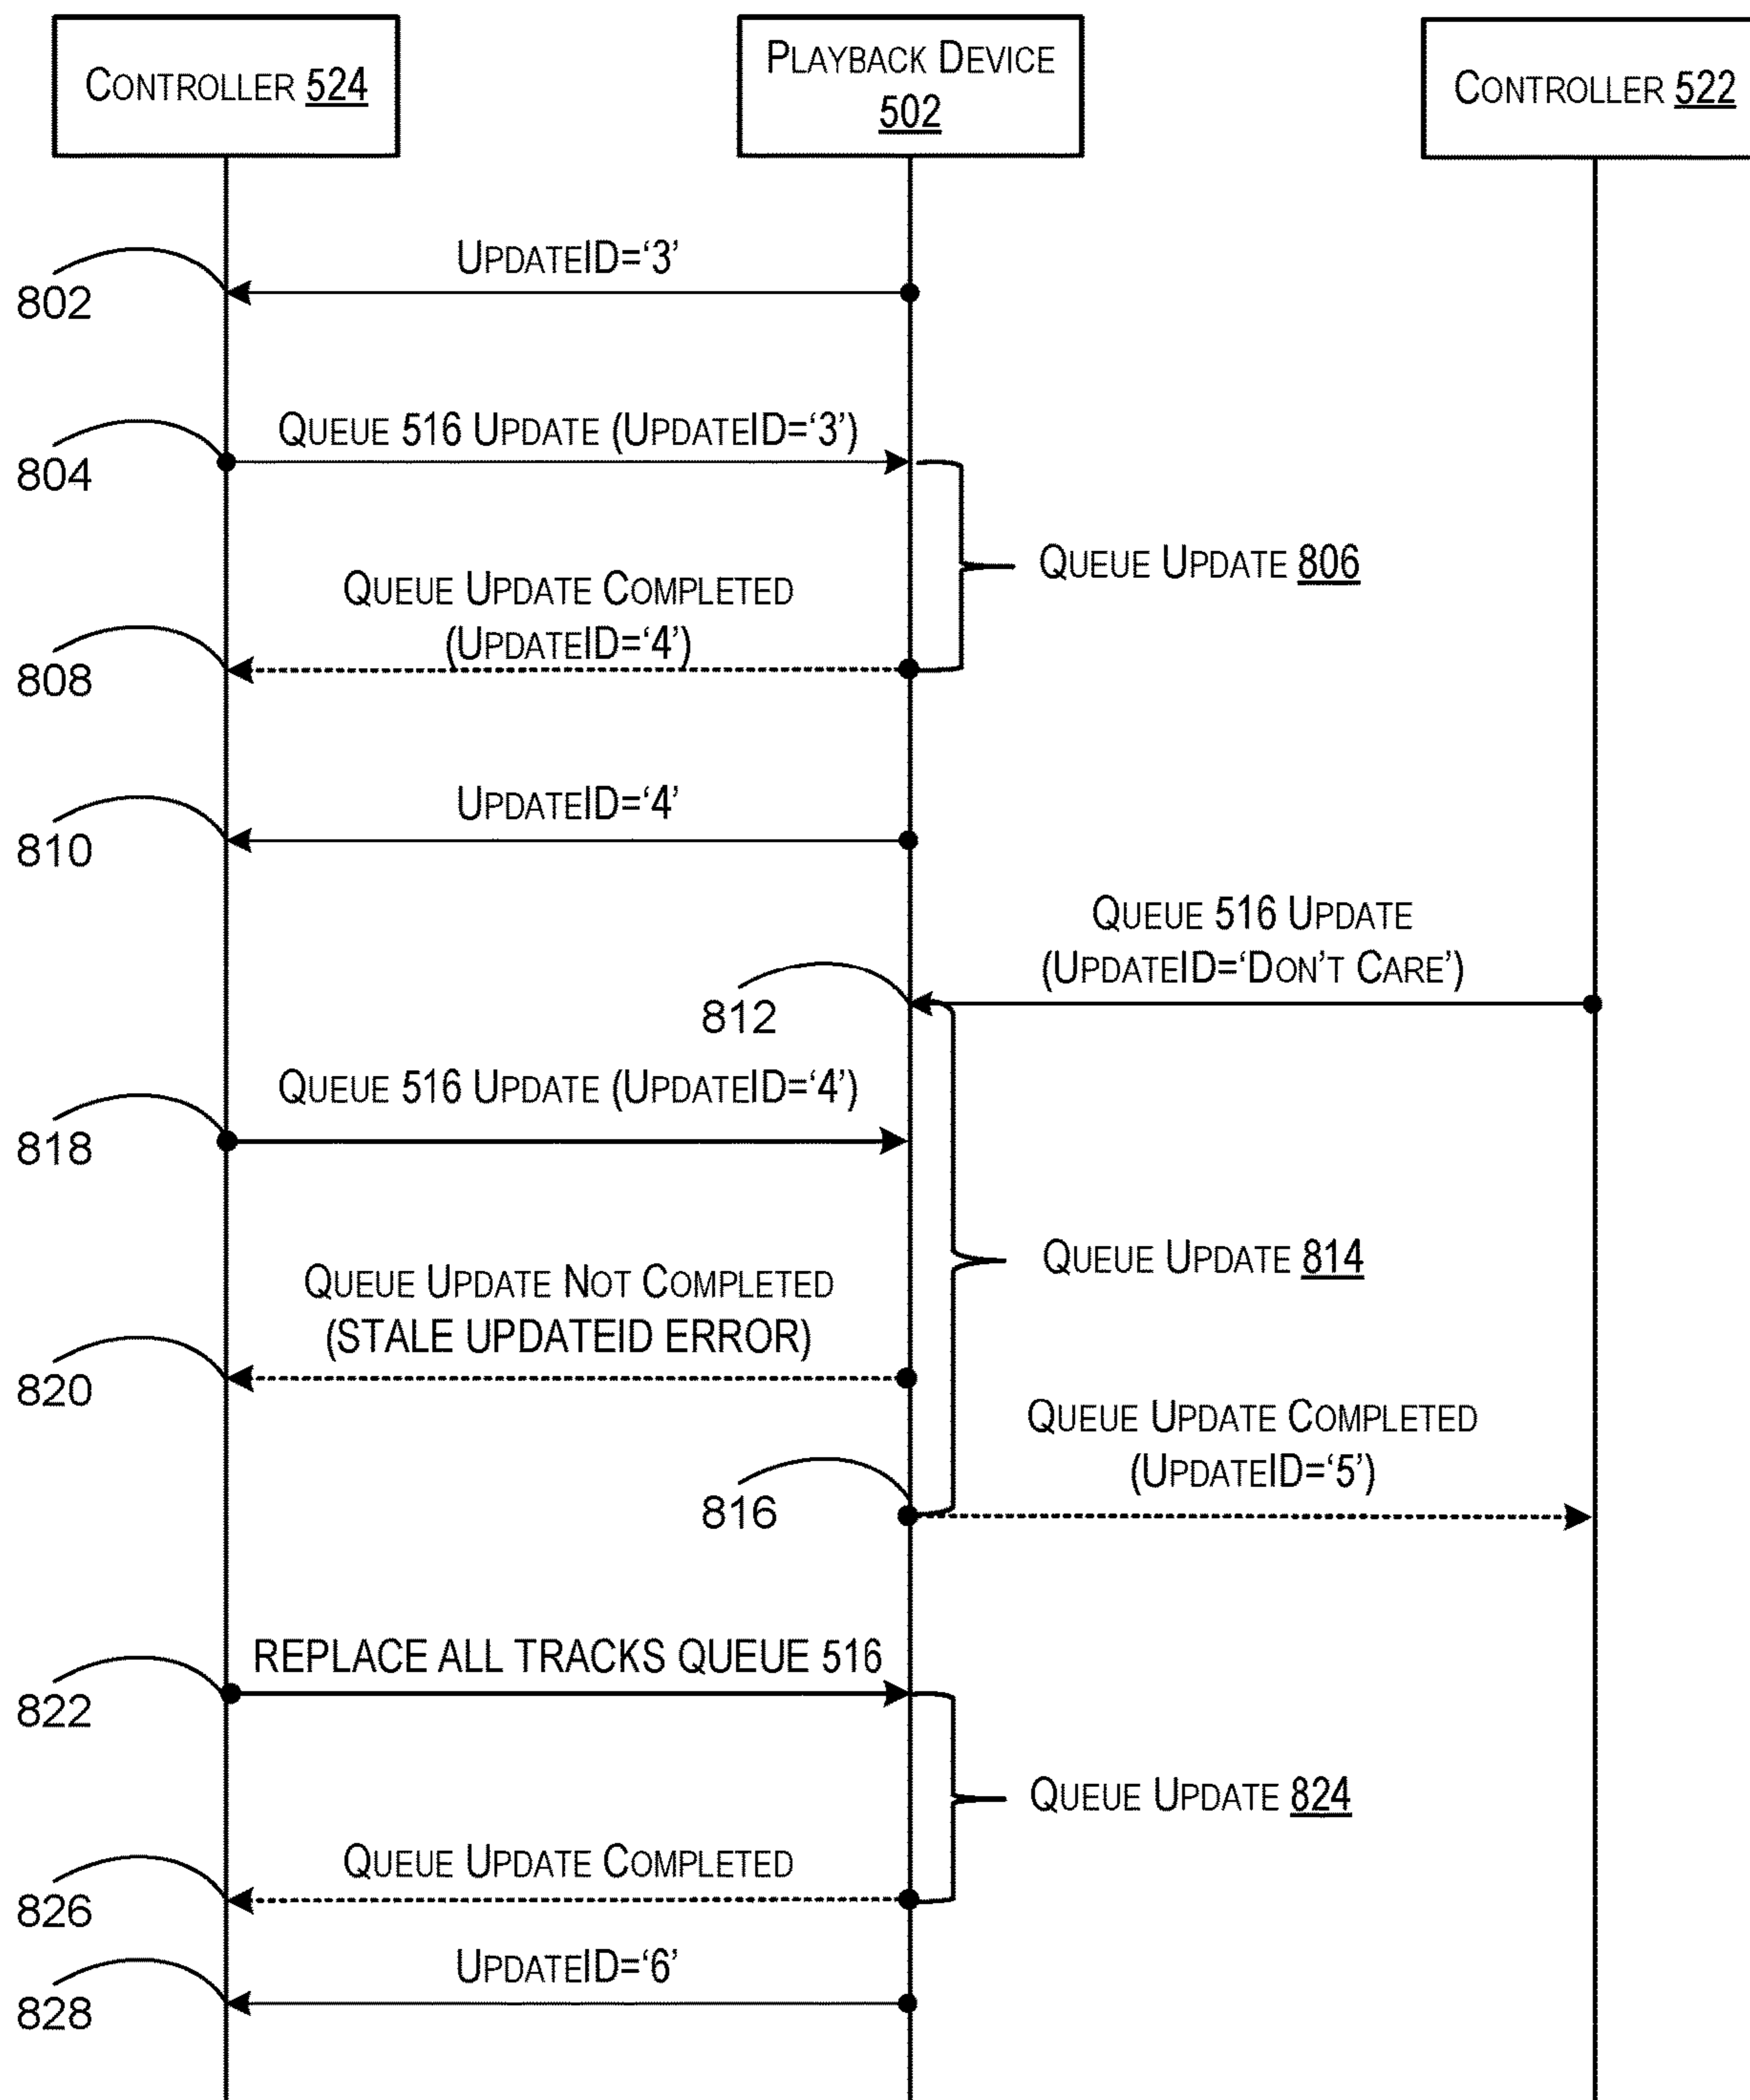 CONTROLLER 524
PLAYBACK DEVICE
502
CONTROLLER 522
UPDATEID='3'
802
QUEUE 516 UPDATE (UPDATEID='3')
804
QUEUE UPDATE 806
QUEUE UPDATE COMPLETED
(UPDATEID='4')
808
UPDATEID='4'
810
QUEUE 516 UPDATE
(UPDATEID='DON'T CARE')
812
QUEUE 516 UPDATE (UPDATEID='4')
818
QUEUE UPDATE 814
QUEUE UPDATE NOT COMPLETED
(STALE UPDATEID ERROR)
820
QUEUE UPDATE COMPLETED
(UPDATEID='5')
816
REPLACE ALL TRACKS QUEUE 516
822
QUEUE UPDATE 824
QUEUE UPDATE COMPLETED
826
UPDATEID='6'
828